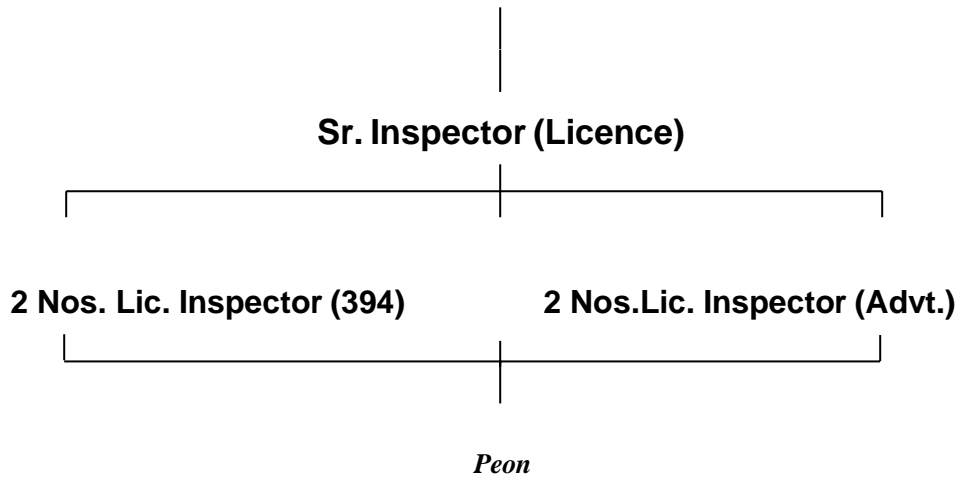 Sr. Inspector (Licence)
2 Nos. Lic. Inspector (394) 2 Nos.Lic. Inspector (Advt.)
Peon